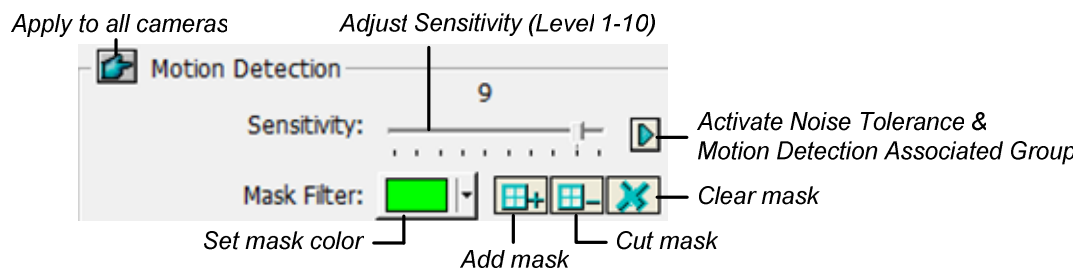 Apply to all cameras
Adjust Sensitivity (Level 1-10)
Motion Detection
9
Sensitivity:
Activate Noise Tolerance &
Motion Detection Associated Group
Mask Filter:
Clear mask
Set mask color
Cut mask
Add mask